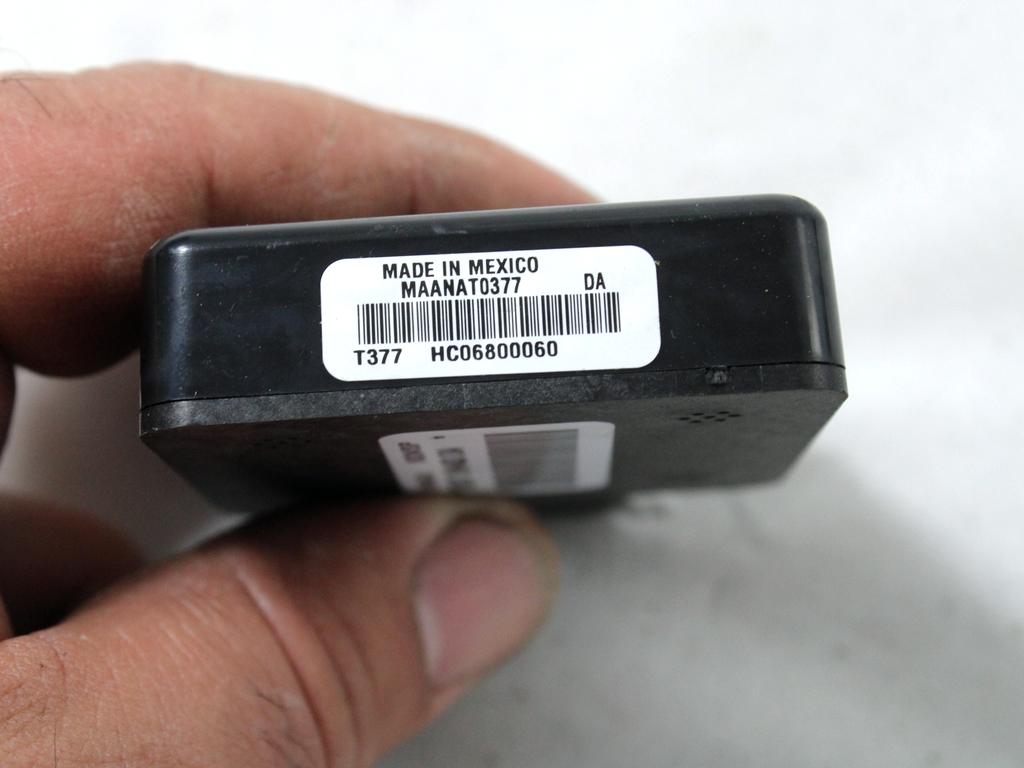 MADE IN MEXICO
MAANAT0377 DA
T377 HC06800060